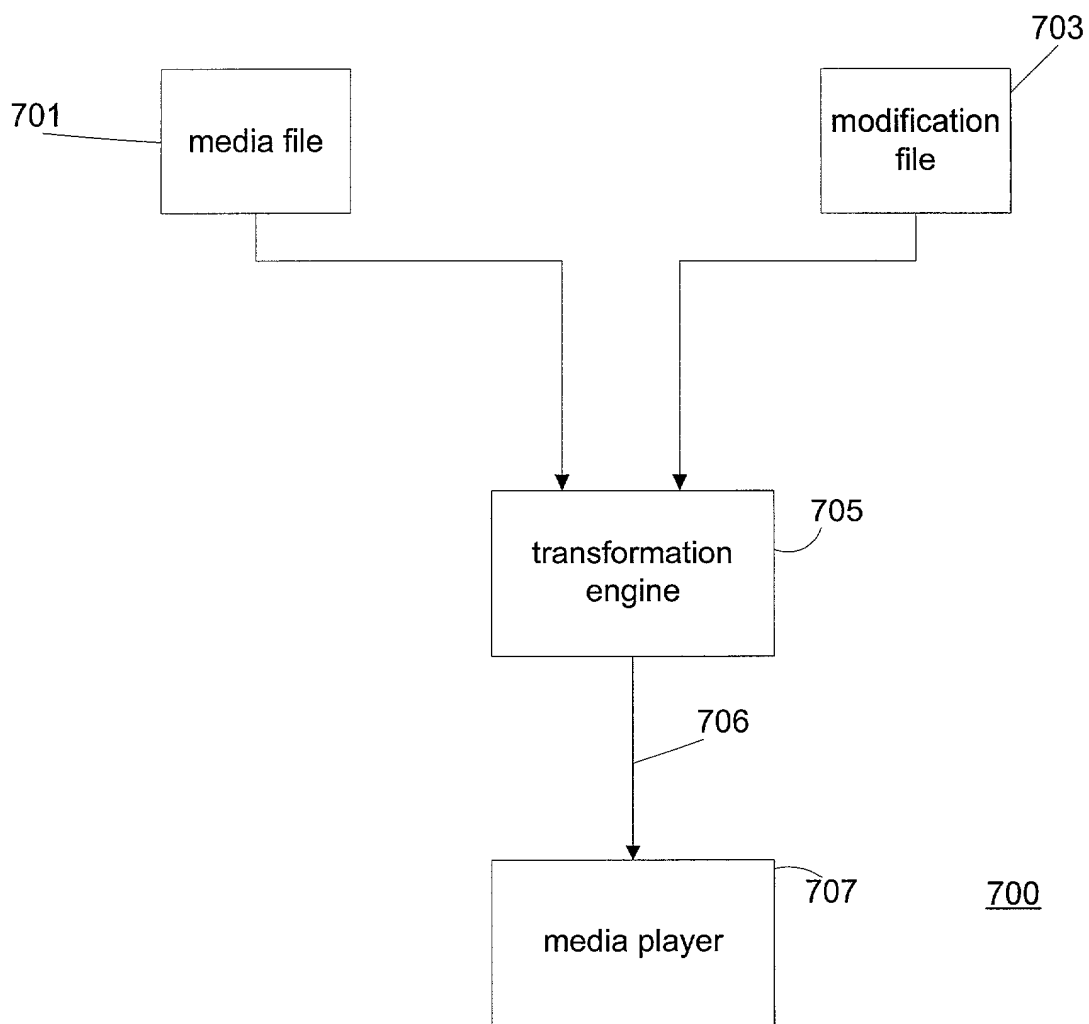 703
701
media file
modification
file
705
transformation
engine
706
707
700
media player